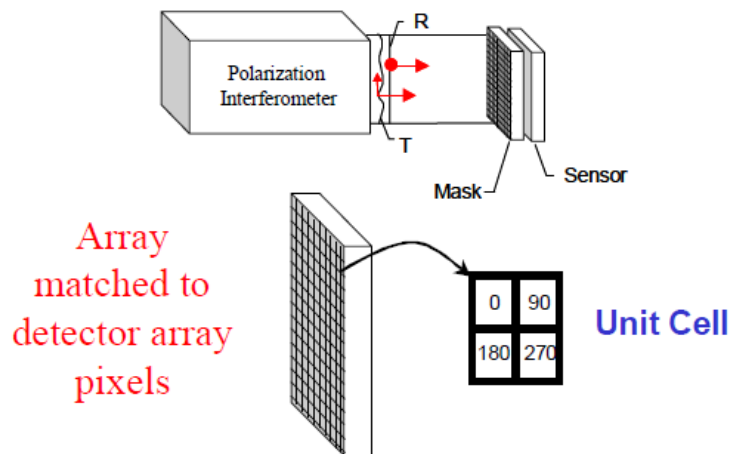 R
Polarization
Interferometer
T
Mask
Sensor
Array
matched to
detector array
pixels
0 90
180 270
Unit Cell